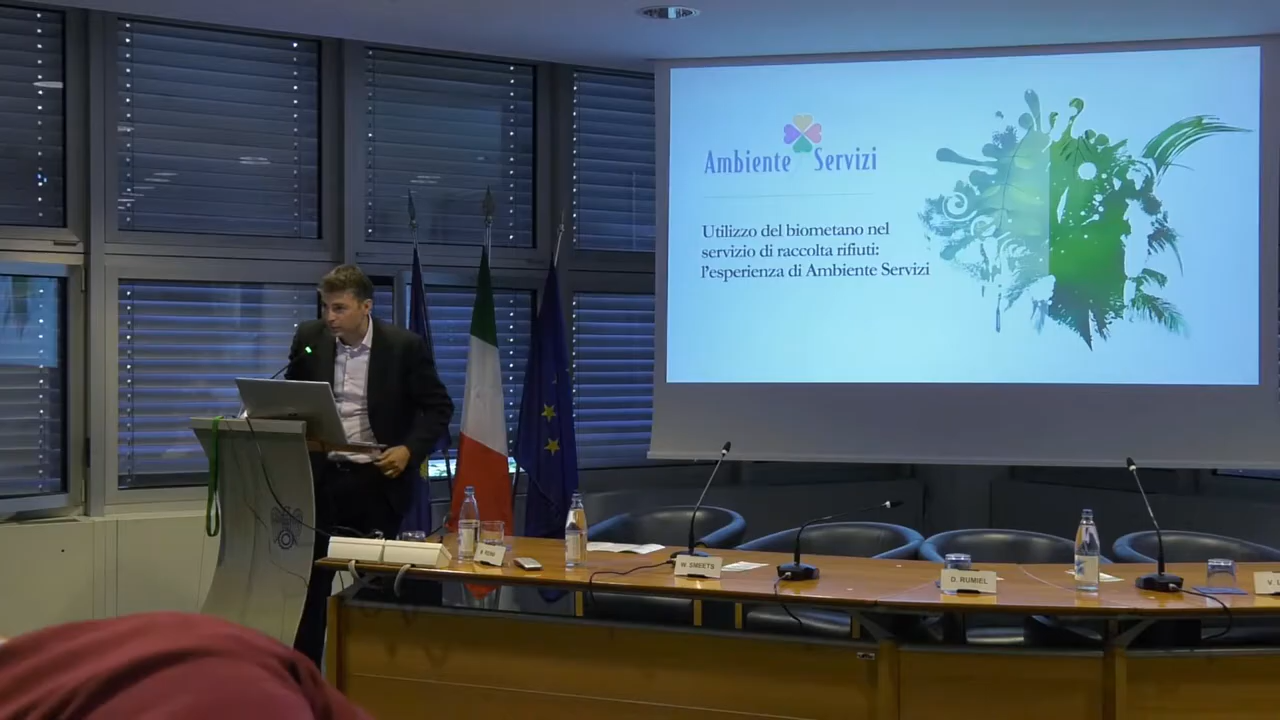 Ambiente Servizi
Utilizzo del biometano nel
servizio di raccolta rifiuti:
l'esperienza di Ambiente Servizi
W. SMEETS
D. RUMIEL